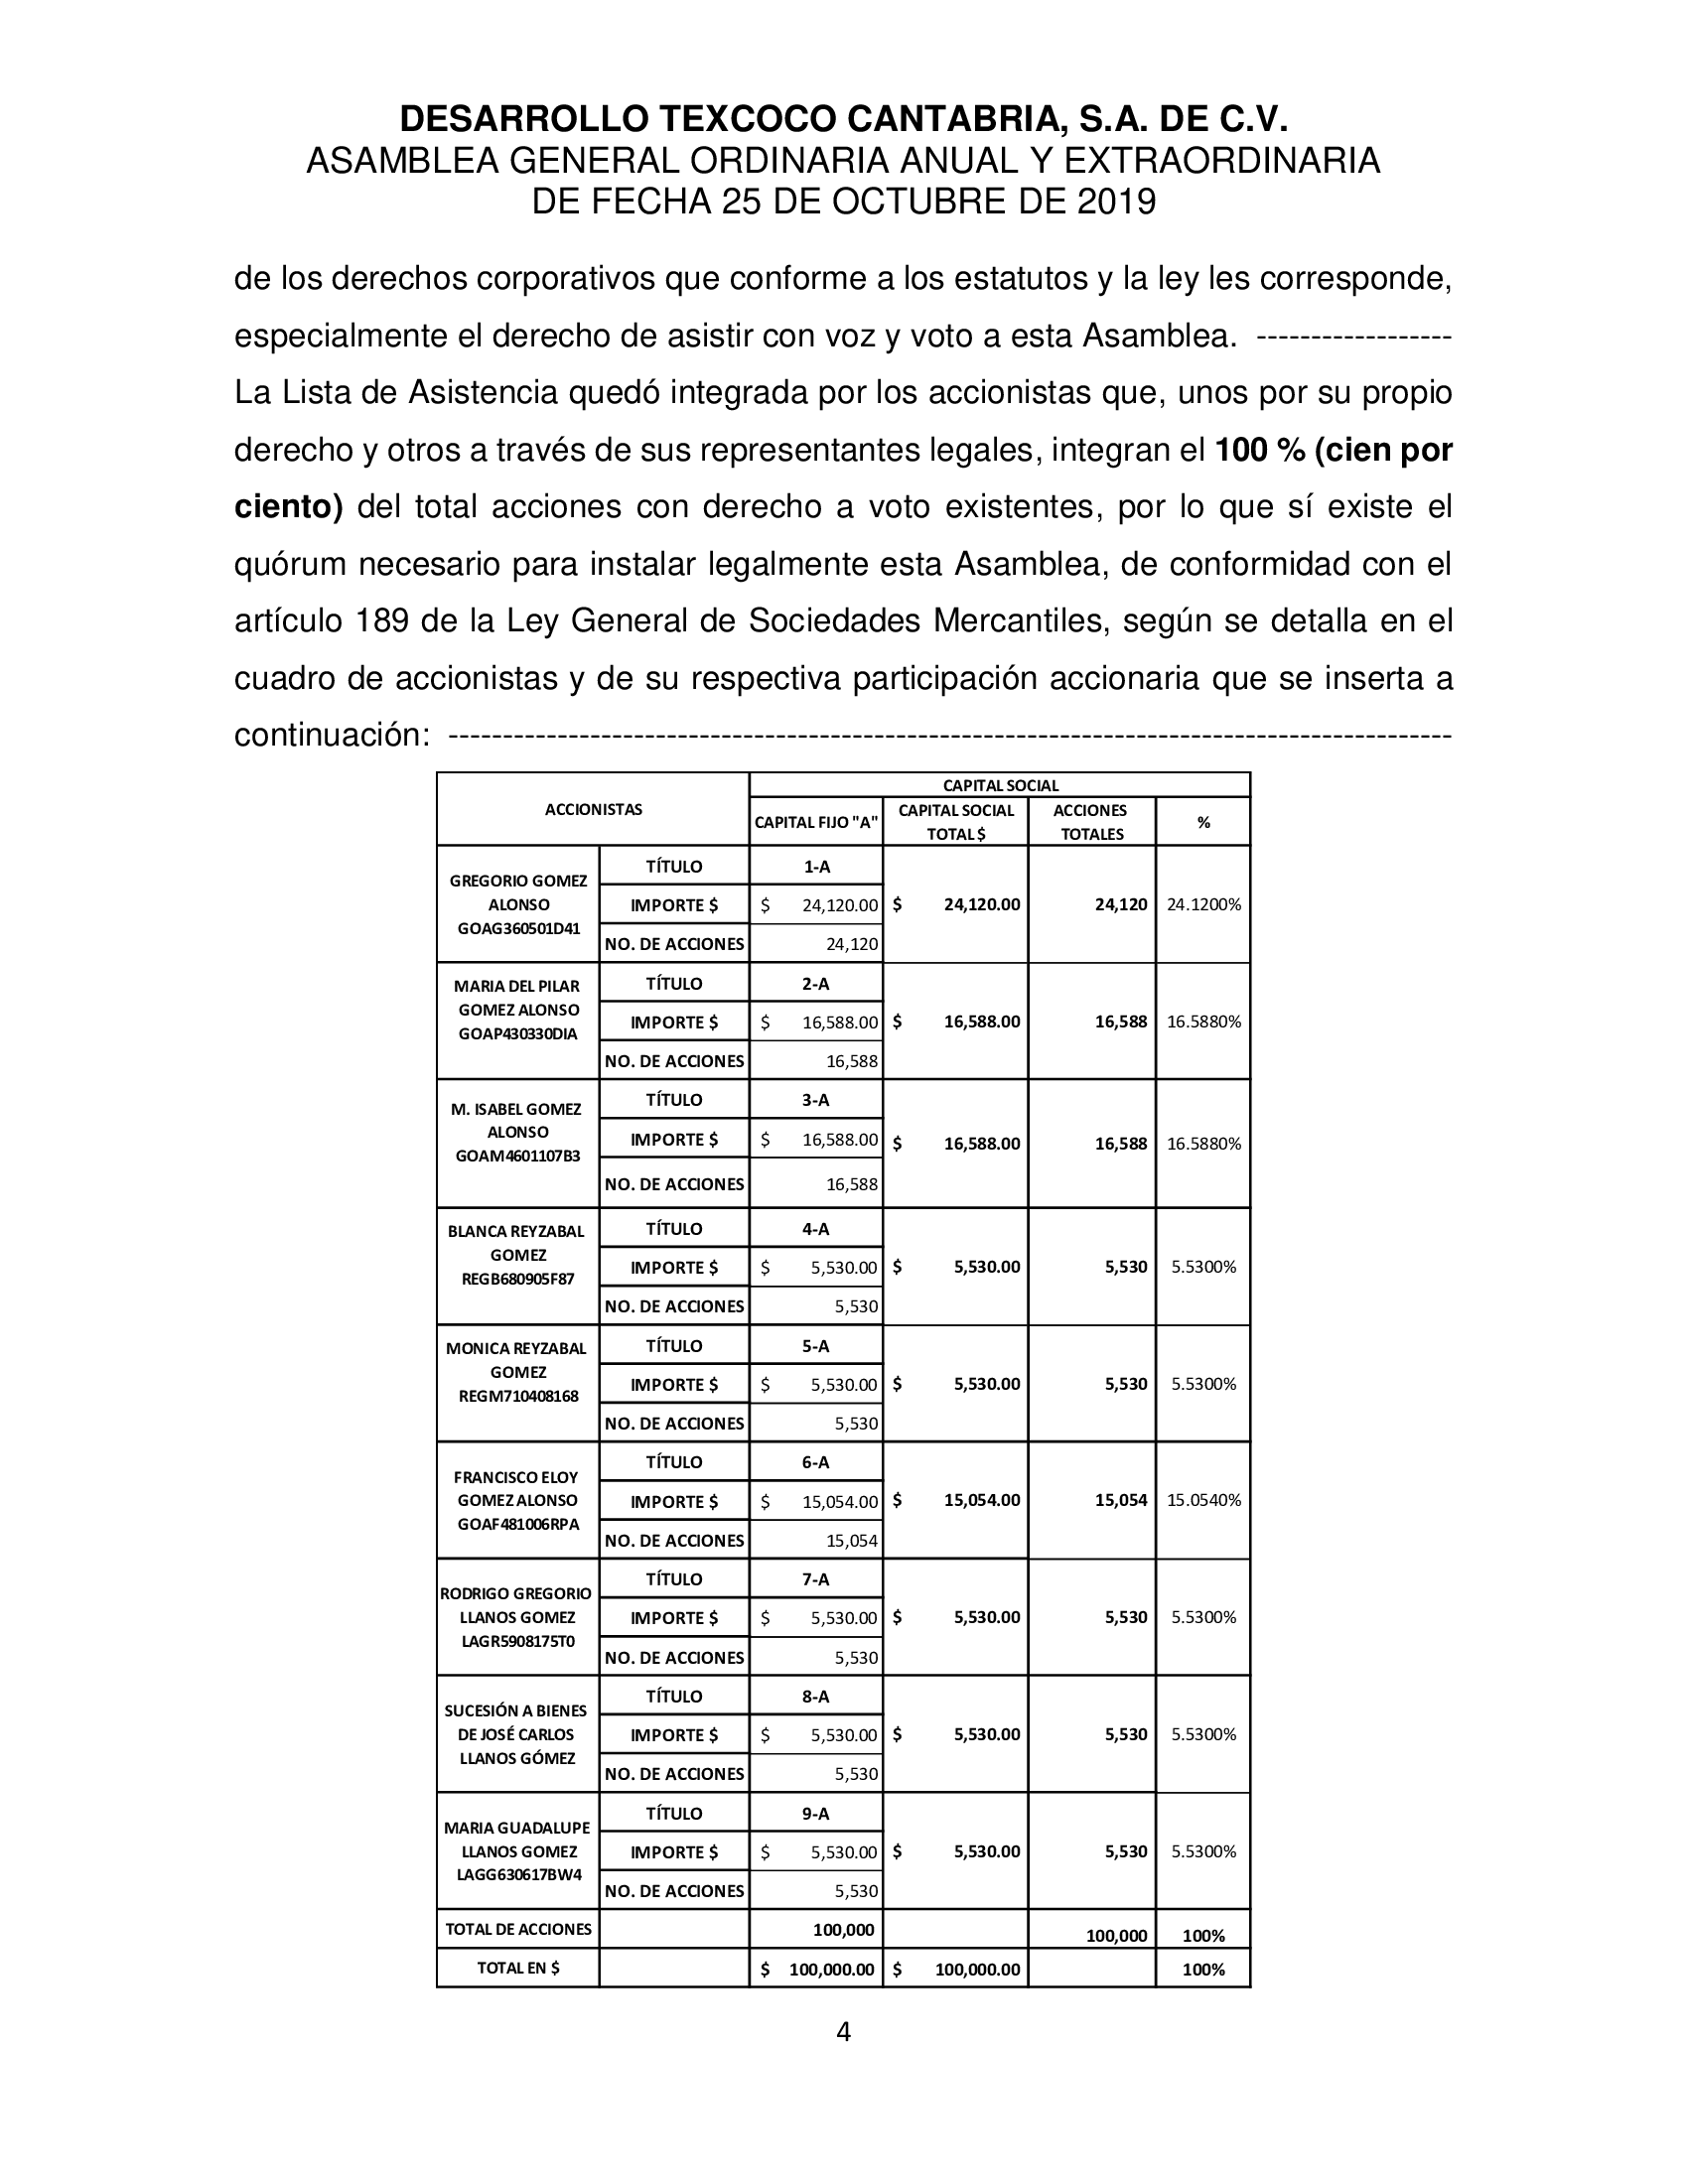 DESARROLLO TEXCOCO CANTABRIA, S.A. DE C.V.
ASAMBLEA GENERAL ORDINARIA ANUAL Y EXTRAORDINARIA
DE FECHA 25 DE OCTUBRE DE 2019
de los derechos corporativos que conforme a los estatutos y la ley les corresponde,
especialmente el derecho de asistir con voz y voto a esta Asamblea. ------------------
La Lista de Asistencia quedó integrada por los accionistas que, unos por su propio
derecho y otros a través de sus representantes legales, integran el 100 % (cien por
ciento) del total acciones con derecho a voto existentes, por lo que sí existe el
quórum necesario para instalar legalmente esta Asamblea, de conformidad con el
artículo 189 de la Ley General de Sociedades Mercantiles, según se detalla en el
cuadro de accionistas y de su respectiva participación accionaria que se inserta a
continuación: --------------------------------------------------------------------------------------------
ACCIONISTAS
CAPITAL SOCIAL
CAPITAL FIJO "A"
CAPITAL SOCIAL
TOTAL $
ACCIONES
TOTALES
%
GREGORIO GOMEZ
ALONSO
GOAG360501D41
TÍTULO 1-A
IMPORTE $ $ 24,120.00 $ 24,120.00 24,120 24.1200%
NO. DE ACCIONES 24,120
MARIA DEL PILAR
GOMEZ ALONSO
GOAP430330DIA
TÍTULO 2-A
IMPORTE $ $ 16,588.00 $ 16,588.00 16,588 16.5880%
NO. DE ACCIONES 16,588
M. ISABEL GOMEZ
ALONSO
GOAM4601107B3
TÍTULO 3-A
IMPORTE $ $ 16,588.00 $ 16,588.00 16,588 16.5880%
NO. DE ACCIONES 16,588
BLANCA REYZABAL
GOMEZ
REGB680905F87
TÍTULO 4-A
IMPORTE $ $ 5,530.00 $ 5,530.00 5,530 5.5300%
NO. DE ACCIONES 5,530
MONICA REYZABAL
GOMEZ
REGM710408168
TÍTULO 5-A
IMPORTE $ $ 5,530.00 $ 5,530.00 5,530 5.5300%
NO. DE ACCIONES 5,530
FRANCISCO ELOY
GOMEZ ALONSO
GOAF481006RPA
TÍTULO 6-A
IMPORTE $ $ 15,054.00 $ 15,054.00 15,054 15.0540%
NO. DE ACCIONES 15,054
RODRIGO GREGORIO
LLANOS GOMEZ
LAGR5908175T0
TÍTULO 7-A
IMPORTE $ $ 5,530.00 $ 5,530.00 5,530 5.5300%
NO. DE ACCIONES 5,530
SUCESIÓN A BIENES
DE JOSÉ CARLOS
LLANOS GÓMEZ
TÍTULO 8-A
IMPORTE $ $ 5,530.00 $ 5,530.00 5,530 5.5300%
NO. DE ACCIONES 5,530
MARIA GUADALUPE
LLANOS GOMEZ
LAGG630617BW4
TÍTULO 9-A
IMPORTE $ $ 5,530.00 $ 5,530.00 5,530 5.5300%
NO. DE ACCIONES 5,530
TOTAL DE ACCIONES 100,000 100,000 100%
TOTAL EN $ $ 100,000.00 $ 100,000.00 100%
4